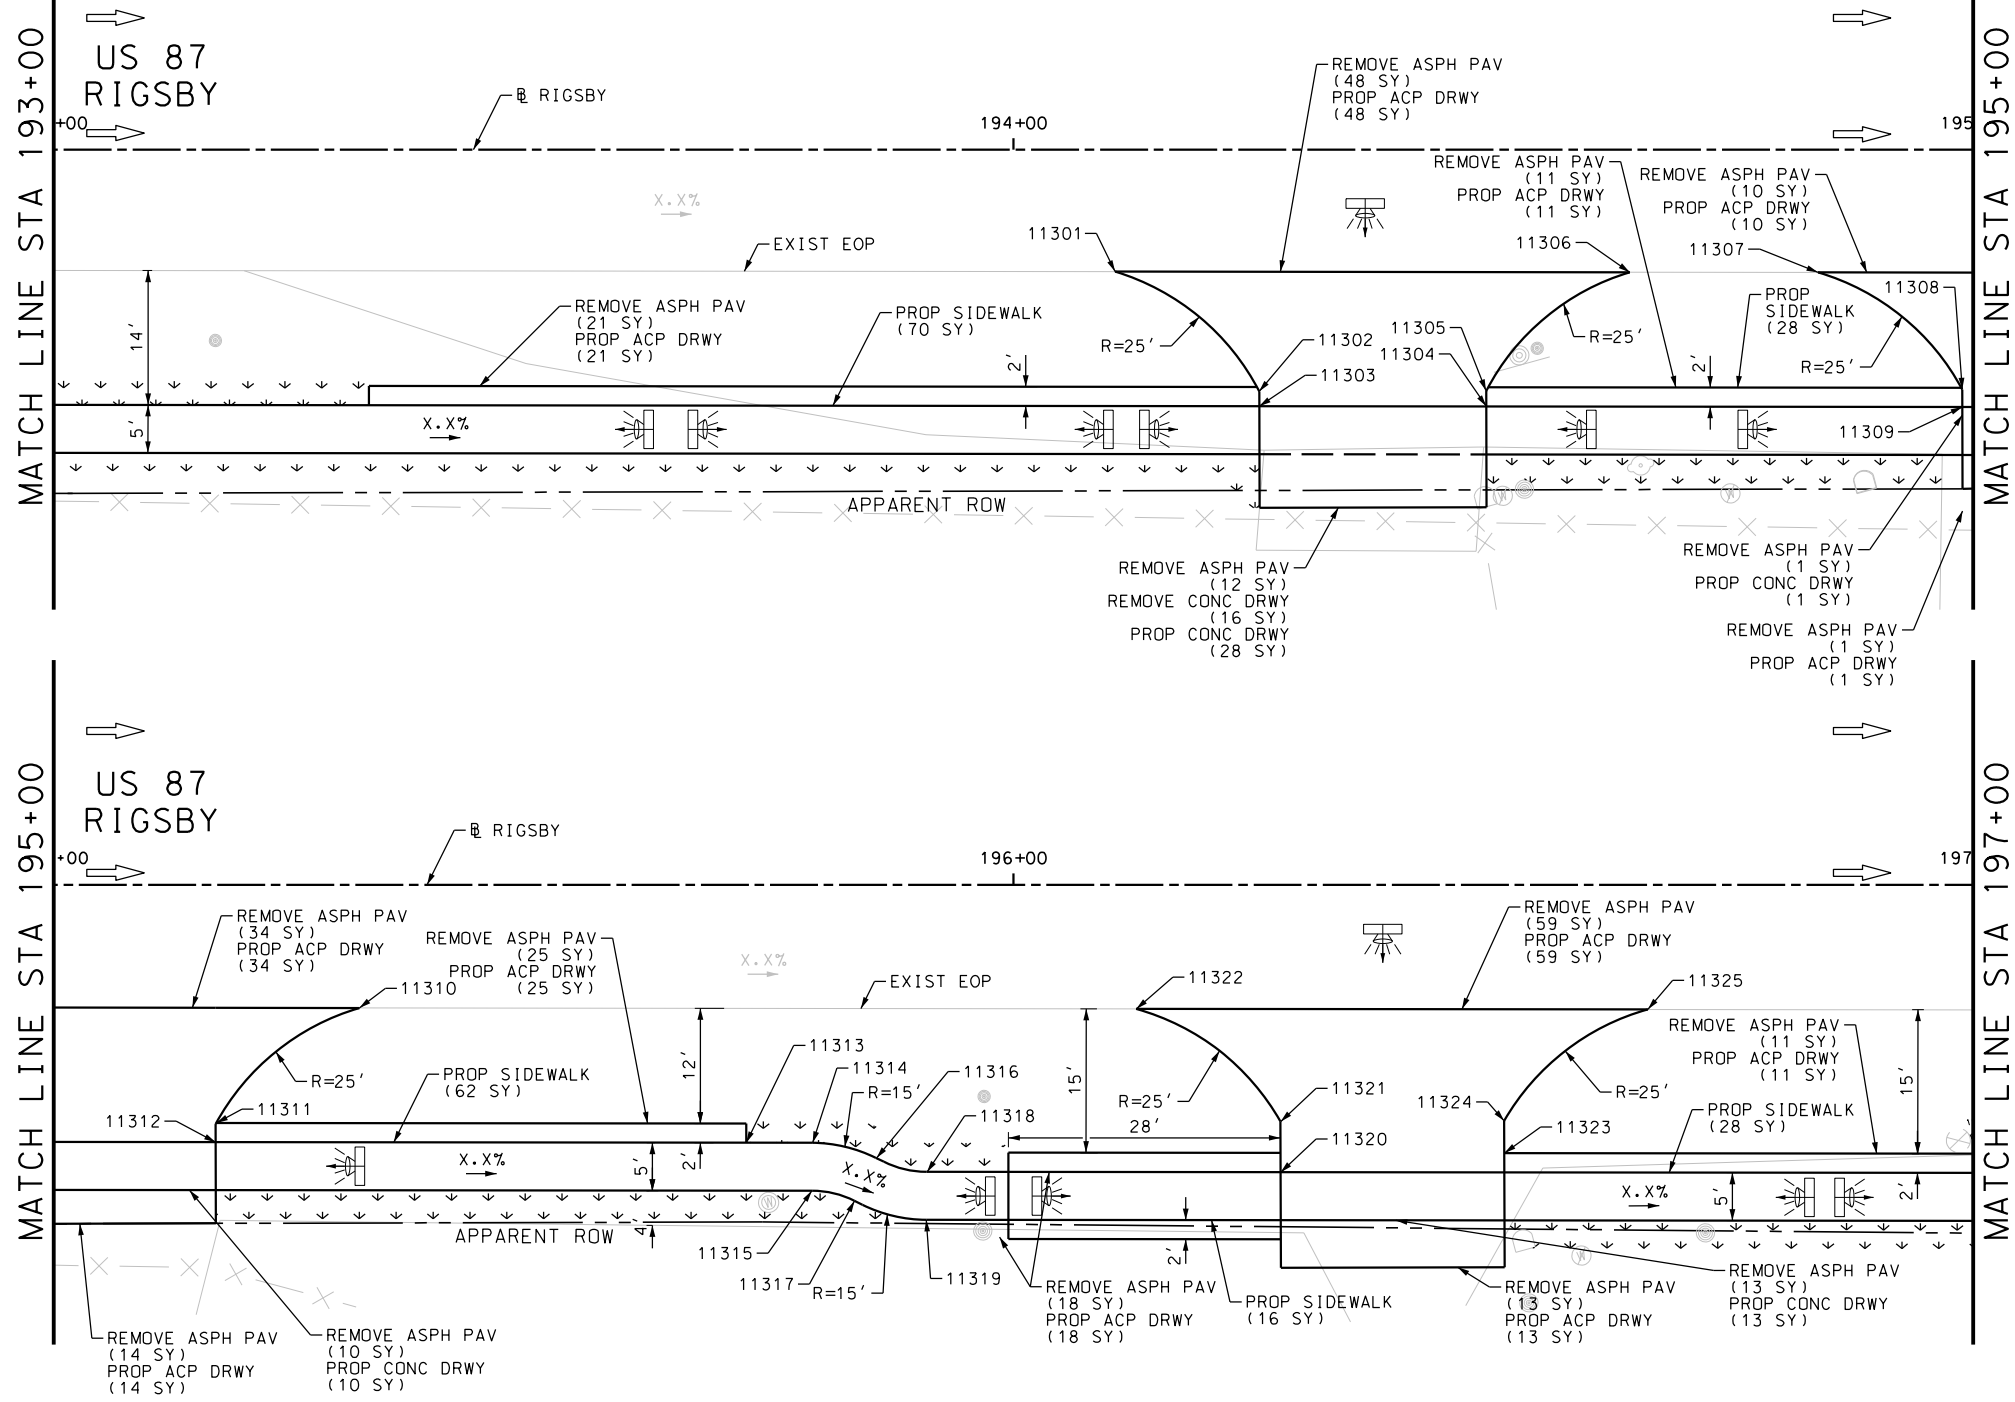 MATCH LINE STA 193+00
US 87
RIGSBY
+00
℄ RIGSBY
194+00
195
MATCH LINE STA 195+00
REMOVE ASPH PAV
(48 SY)
PROP ACP DRWY
(48 SY)
REMOVE ASPH PAV
(11 SY)
PROP ACP DRWY
(11 SY)
REMOVE ASPH PAV
(10 SY)
PROP ACP DRWY
(10 SY)
X.X%
EXIST EOP
11301
11306
11307
11308
14'
REMOVE ASPH PAV
(21 SY)
PROP ACP DRWY
(21 SY)
PROP SIDEWALK
(70 SY)
2'
R=25'
11302
11303
11305
11304
R=25'
2'
PROP
SIDEWALK
(28 SY)
R=25'
5'
X.X%
11309
W
W
APPARENT ROW
REMOVE ASPH PAV
(12 SY)
REMOVE CONC DRWY
(16 SY)
PROP CONC DRWY
(28 SY)
REMOVE ASPH PAV
(1 SY)
PROP CONC DRWY
(1 SY)
REMOVE ASPH PAV
(1 SY)
PROP ACP DRWY
(1 SY)
MATCH LINE STA 195+00
US 87
RIGSBY
+00
℄ RIGSBY
196+00
197
MATCH LINE STA 197+00
REMOVE ASPH PAV
(34 SY)
PROP ACP DRWY
(34 SY)
REMOVE ASPH PAV
(25 SY)
PROP ACP DRWY
(25 SY)
X.X%
EXIST EOP
REMOVE ASPH PAV
(59 SY)
PROP ACP DRWY
(59 SY)
11310
11322
11325
REMOVE ASPH PAV
(11 SY)
PROP ACP DRWY
(11 SY)
R=25'
PROP SIDEWALK
(62 SY)
12'
11313
11314
R=15'
11316
11318
15'
R=25'
28'
11321
11320
11324
R=25'
11323
PROP SIDEWALK
(28 SY)
15'
11312
11311
X.X%
5'
2'
X.X%
X.X%
5'
2'
W
W
APPARENT ROW
4'
11315
11317
R=15'
11319
2'
REMOVE ASPH PAV
(18 SY)
PROP ACP DRWY
(18 SY)
PROP SIDEWALK
(16 SY)
REMOVE ASPH PAV
(13 SY)
PROP ACP DRWY
(13 SY)
REMOVE ASPH PAV
(13 SY)
PROP CONC DRWY
(13 SY)
REMOVE ASPH PAV
(14 SY)
PROP ACP DRWY
(14 SY)
REMOVE ASPH PAV
(10 SY)
PROP CONC DRWY
(10 SY)